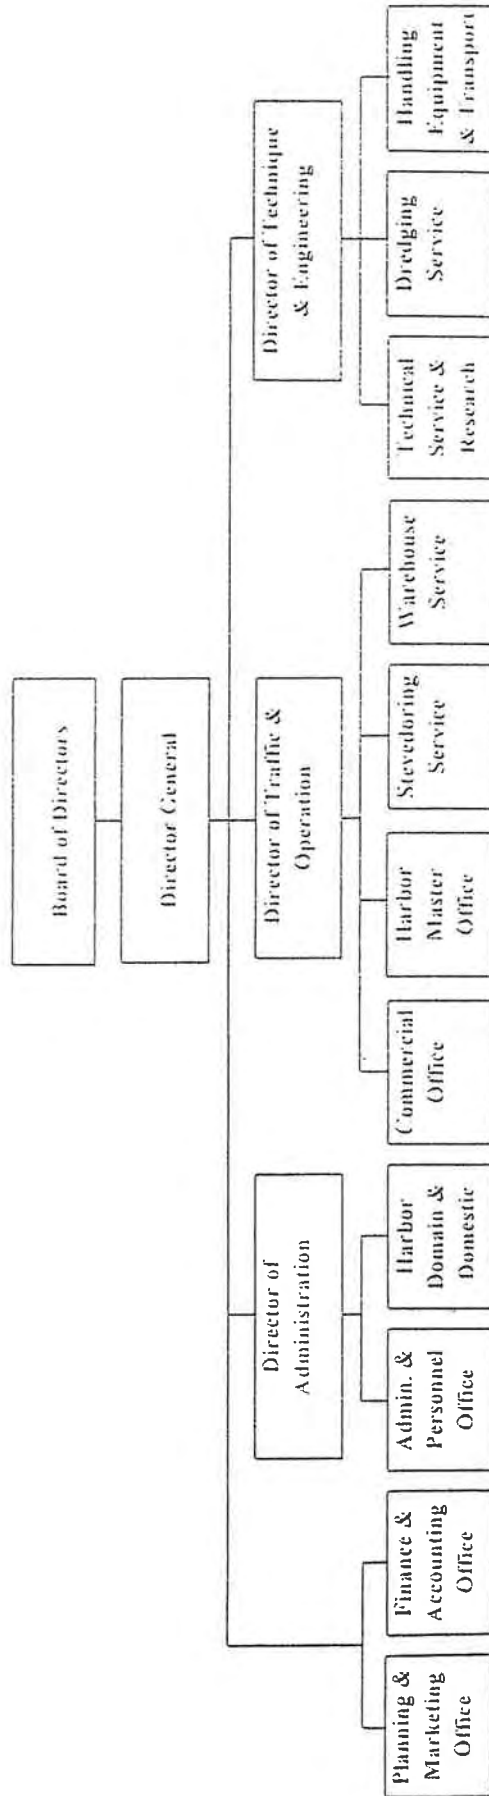 Board of Directors
Director General
Director of
Administration
Director of Traffic &
Operation
Director of Technique
& Engineering
Planning &
Marketing
Office
Finance &
Accounting
Office
Admin. &
Personnel
Office
Harbor
Domain &
Domestic
Commercial
Office
Harbor
Master
Office
Stevedoring
Service
Warehouse
Service
Technical
Service &
Research
Dredging
Service
Handling
Equipment
& Transport